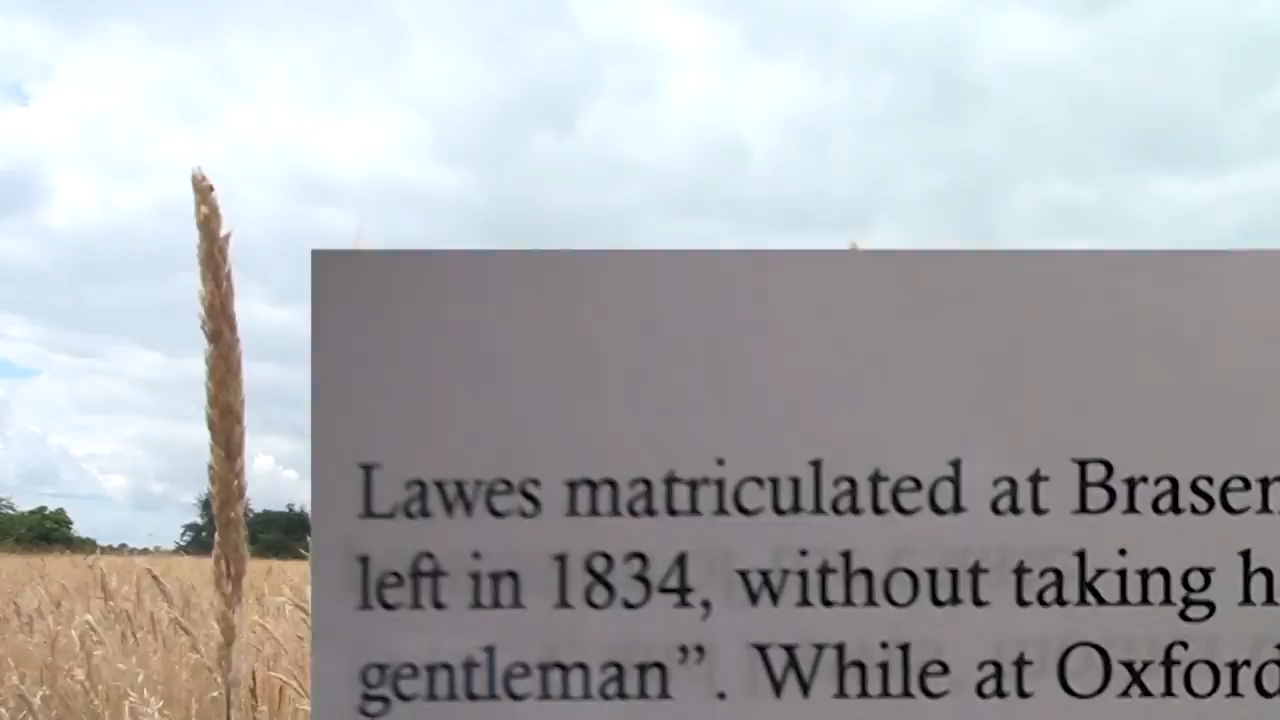 Lawes matriculated at Brasen
left in 1834, without taking h
gentleman”. While at Oxford